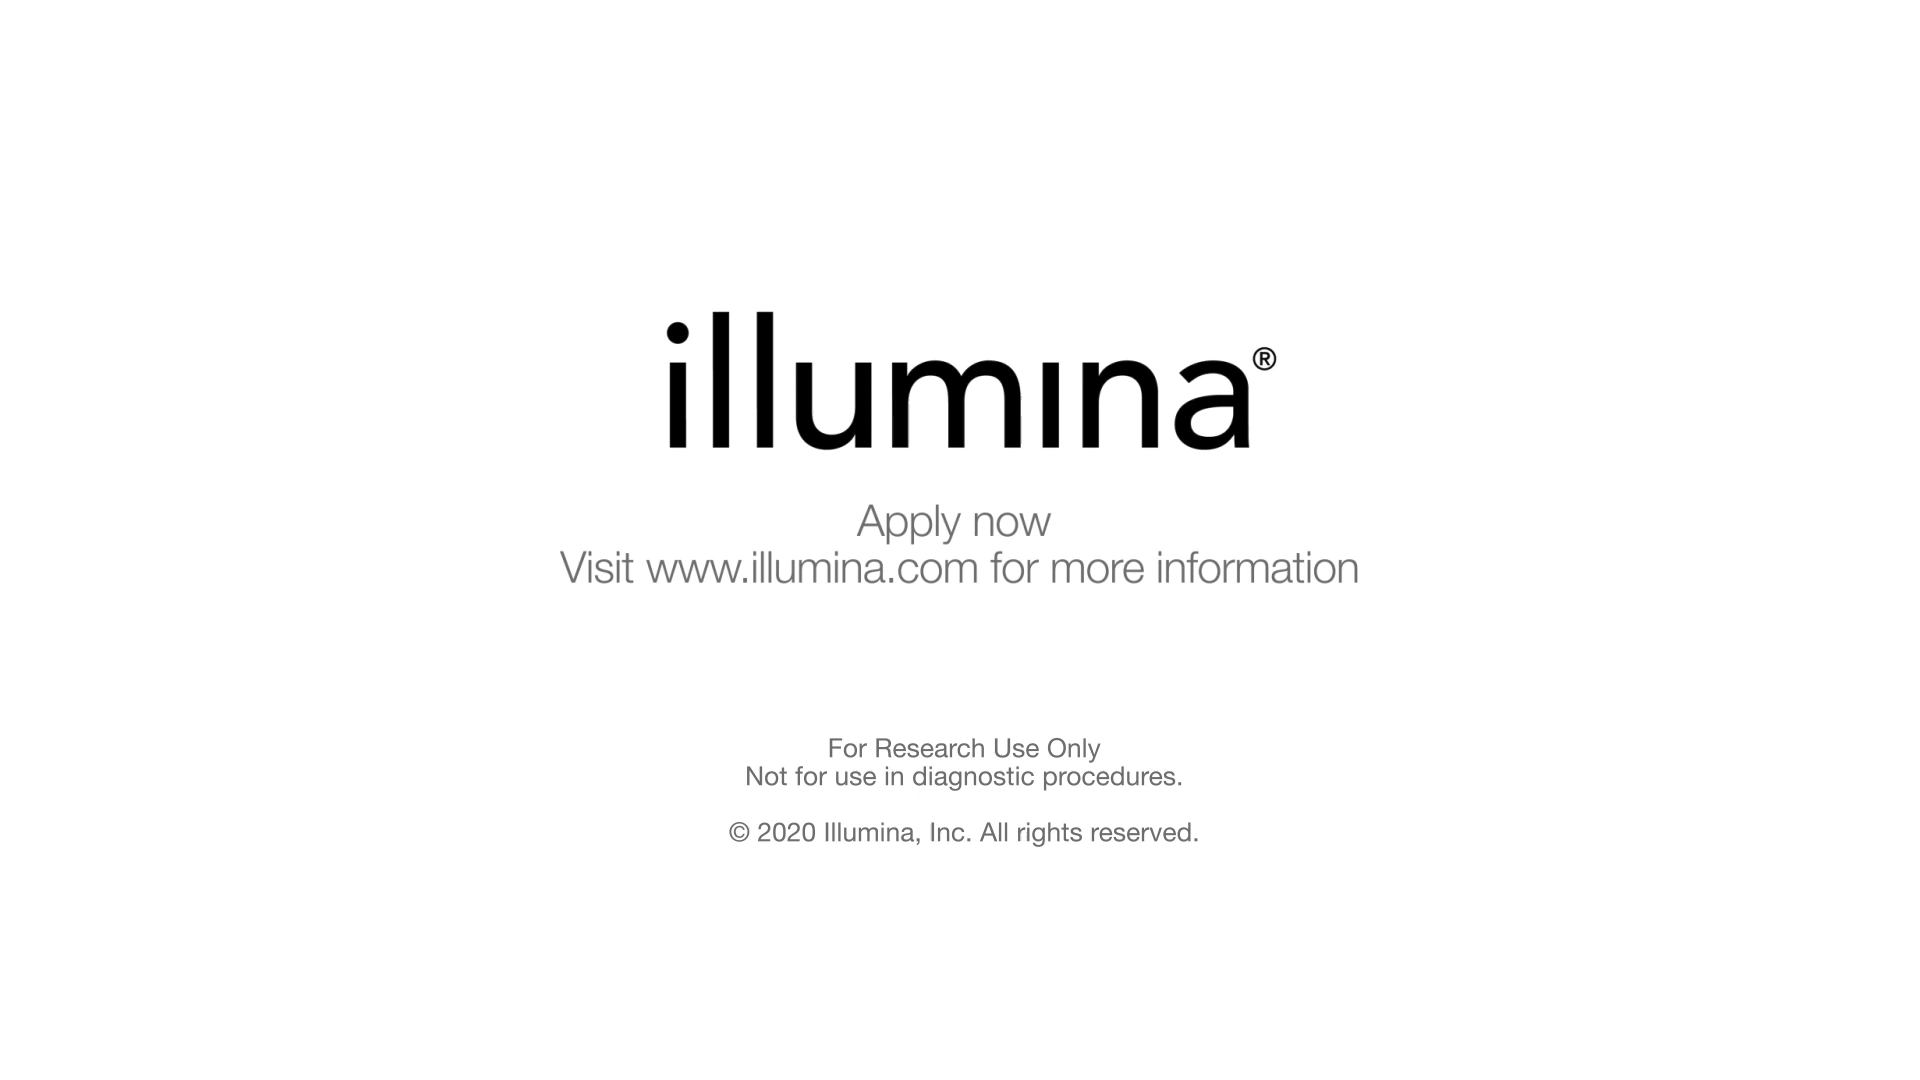 illumina®
Apply now
Visit www.illumina.com for more information
For Research Use Only
Not for use in diagnostic procedures.
© 2020 Illumina, Inc. All rights reserved.